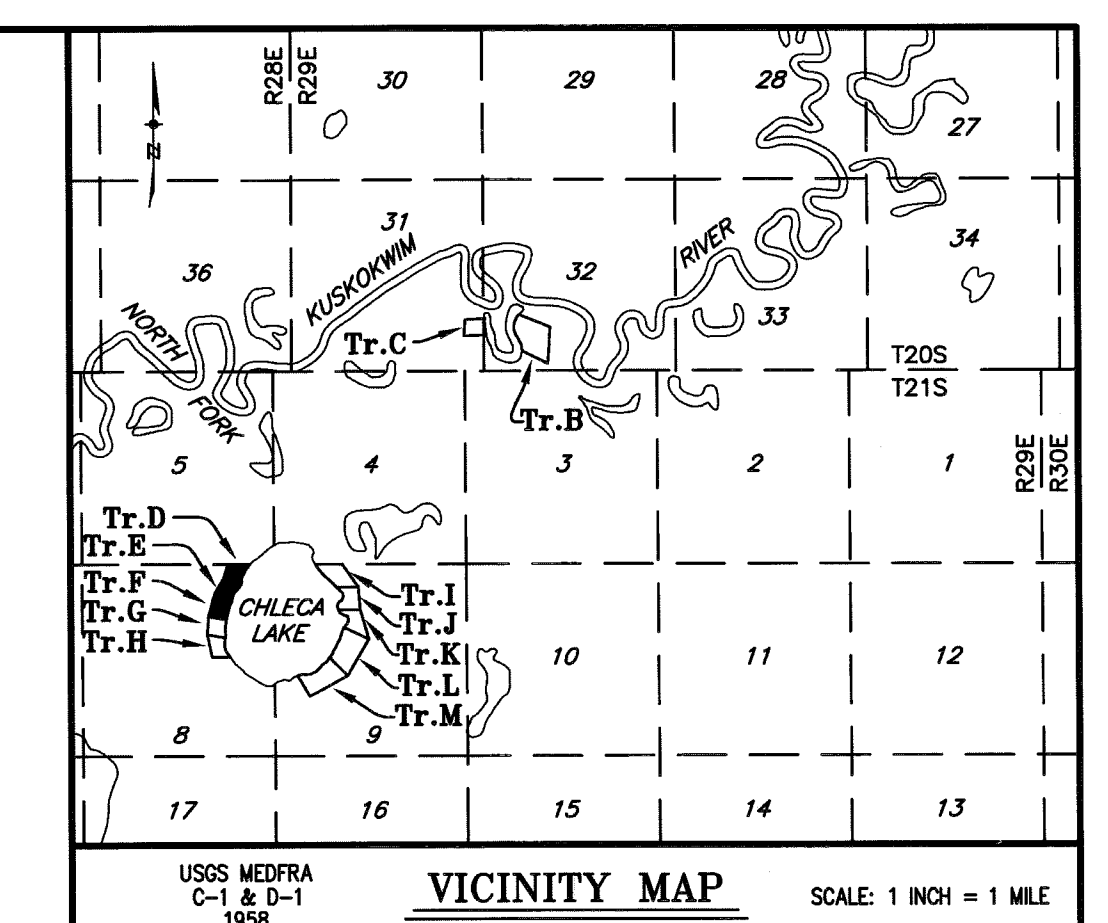 R28E
R29E
30
29
28
27
N
31
36
KUSKOKWIM
32
RIVER
34
33
NORTH
FORK
Tr.C
Tr.B
T20S
T21S
R29E
R30E
5
4
3
2
1
Tr.D
Tr.E
Tr.F
Tr.G
Tr.H
CHLECA
LAKE
Tr.I
Tr.J
Tr.K
Tr.L
Tr.M
10
11
12
8
9
17
16
15
14
13
USGS MEDFRA
C-1 & D-1
1958
VICINITY MAP
SCALE: 1 INCH = 1 MILE